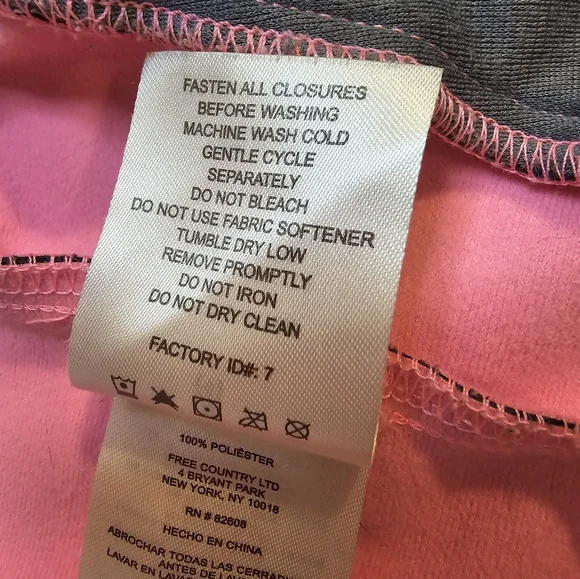 FASTEN ALL CLOSURES
BEFORE WASHING
MACHINE WASH COLD
GENTLE CYCLE
SEPARATELY
DO NOT BLEACH
DO NOT USE FABRIC SOFTENER
TUMBLE DRY LOW
REMOVE PROMPTLY
DO NOT IRON
DO NOT DRY CLEAN
FACTORY ID#: 7
100% POLIÉSTER
FREE COUNTRY LTD
4 BRYANT PARK
NEW YORK, NY 10018
RN # 82608
HECHO EN CHINA
ABROCHAR TODAS LAS
ANTES DE
LAVAR EN